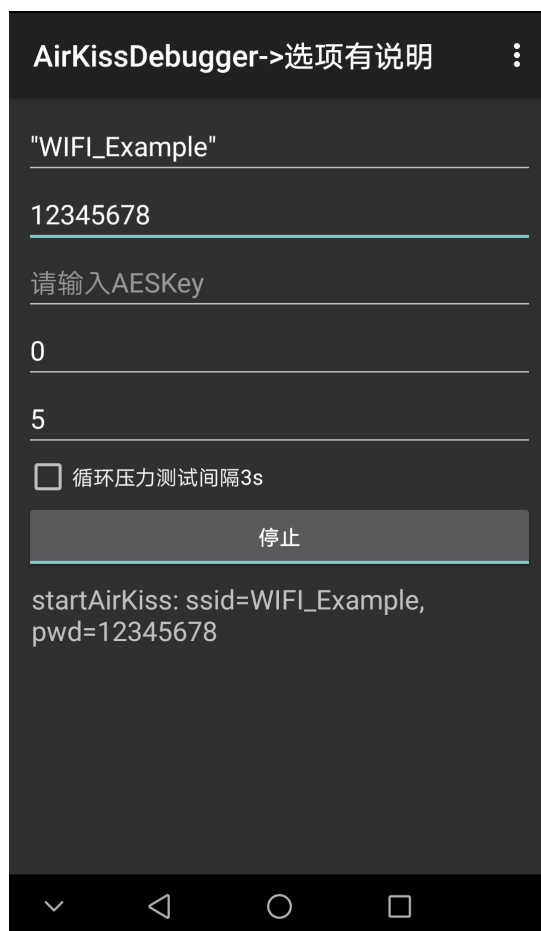 AirKissDebugger->选项有说明
"WIFI_Example"
12345678
请输入AESKey
0
5
循环压力测试间隔3s
停止
startAirKiss: ssid=WIFI_Example,
pwd=12345678